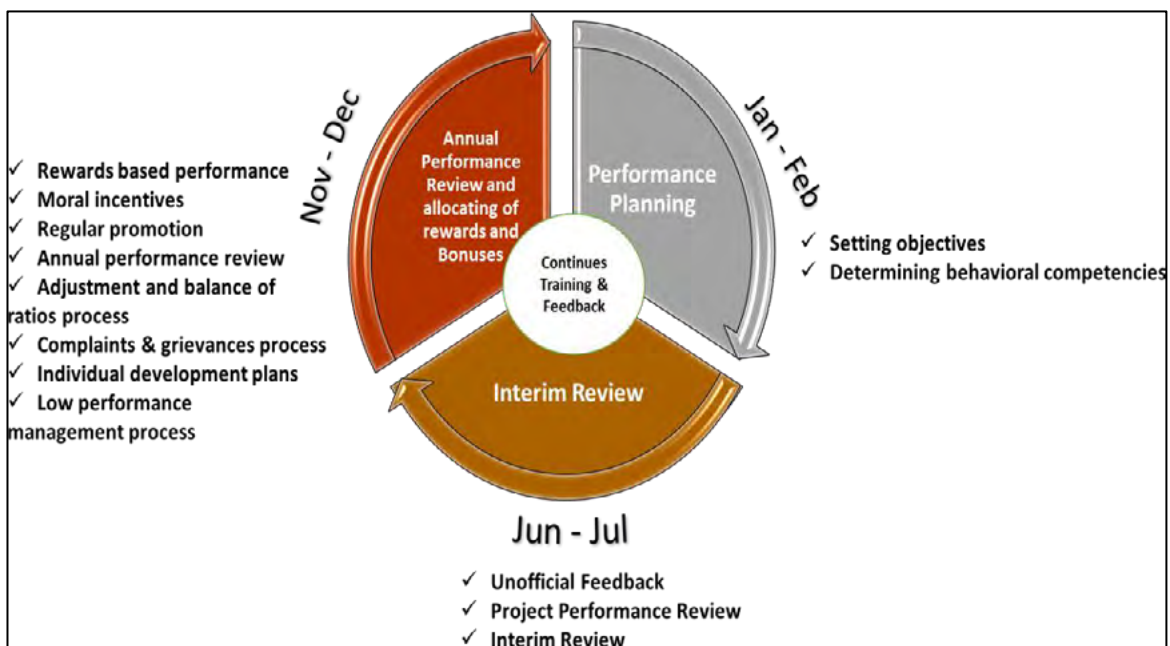 Nov - Dec
✓ Rewards based performance
✓ Moral incentives
✓ Regular promotion
✓ Annual performance review
✓ Adjustment and balance of
ratios process
✓ Complaints & grievances process
✓ Individual development plans
✓ Low performance
management process
Annual
Performance
Review and
allocating of
rewards and
Bonuses
Performance
Planning
Continues
Training &
Feedback
Interim Review
Jan - Feb
✓ Setting objectives
✓ Determining behavioral competencies
Jun - Jul
✓ Unofficial Feedback
✓ Project Performance Review
✓ Interim Review